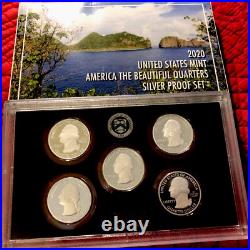 2020
UNITED STATES MINT
AMERICA THE BEAUTIFUL QUARTERS
SILVER PROOF SET